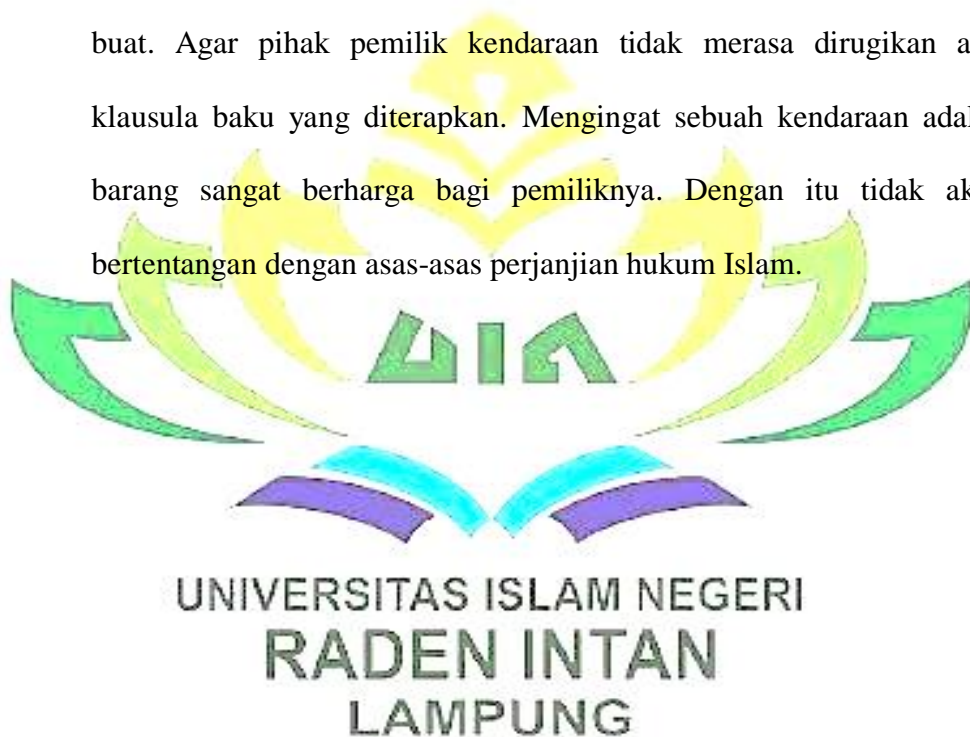 buat. Agar pihak pemilik kendaraan tidak merasa dirugikan a
klausula baku yang diterapkan. Mengingat sebuah kendaraan adal
barang sangat berharga bagi pemiliknya. Dengan itu tidak ak
bertentangan dengan asas-asas perjanjian hukum Islam.
UIN
UNIVERSITAS ISLAM NEGERI
RADEN INTAN
LAMPUNG